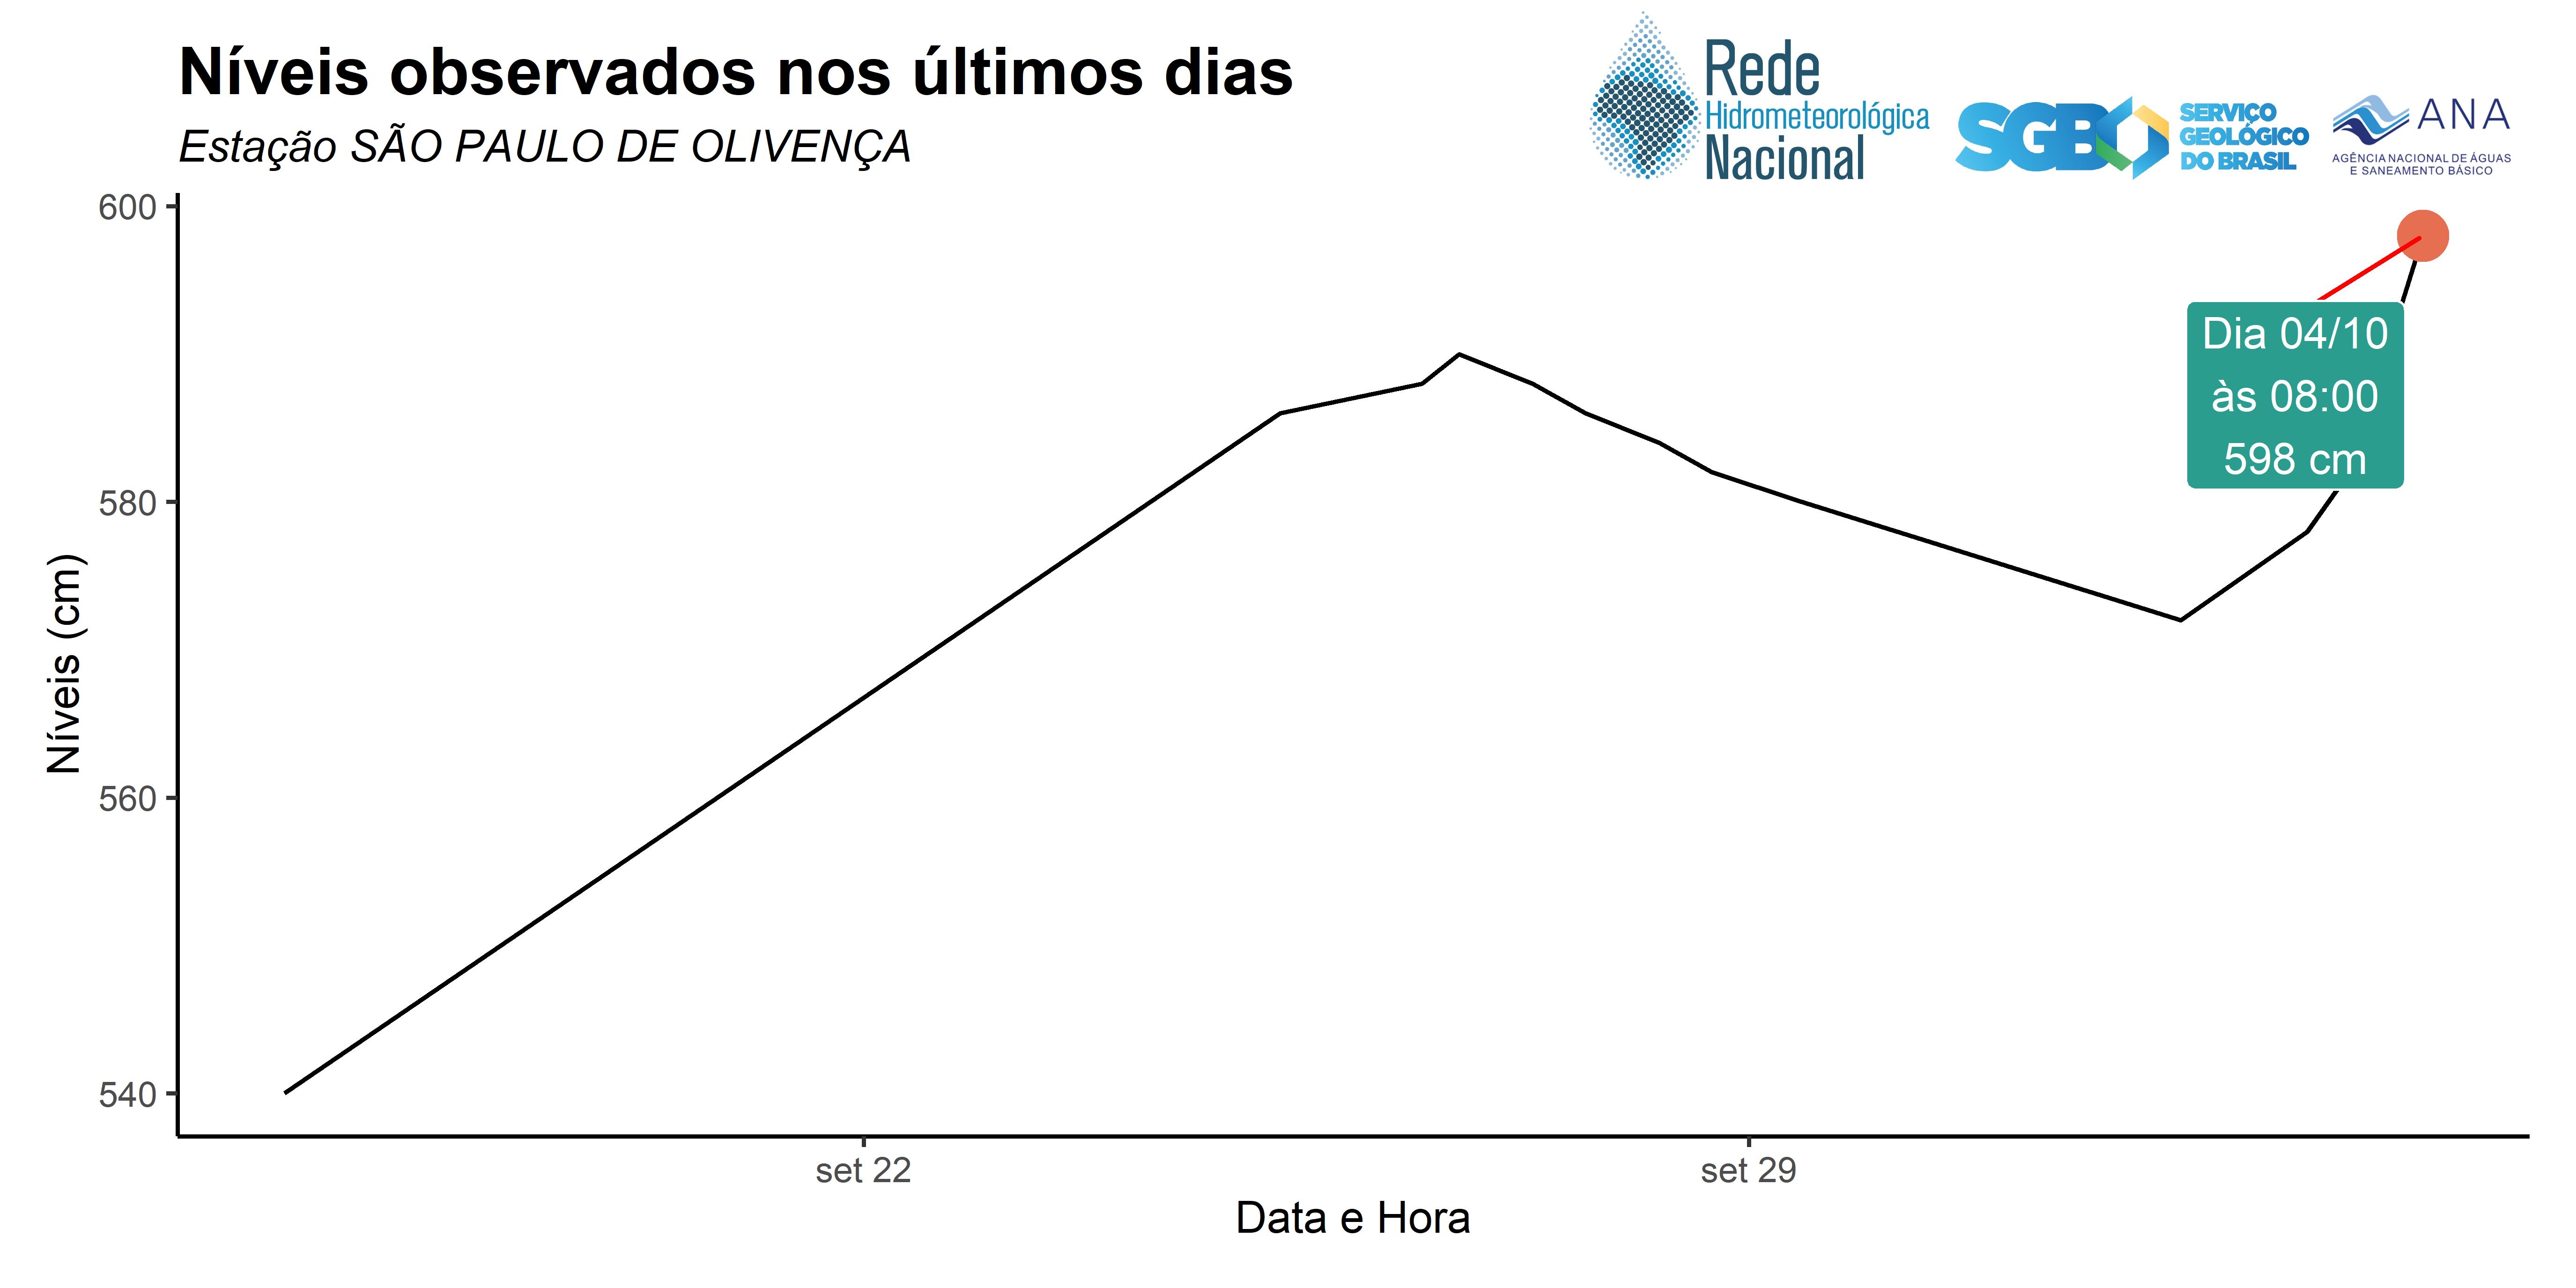 Níveis observados nos últimos dias
Estação SÃO PAULO DE OLIVENÇA
Rede
Hidrometeorológica
Nacional
SGB
SERVIÇO
GEOLÓGICO
DO BRASIL
ANA
AGÊNCIA NACIONAL DE ÁGUAS
E SANEAMENTO BÁSICO
600
580
560
540
Níveis (cm)
Dia 04/10
às 08:00
598 cm
set 22
set 29
Data e Hora